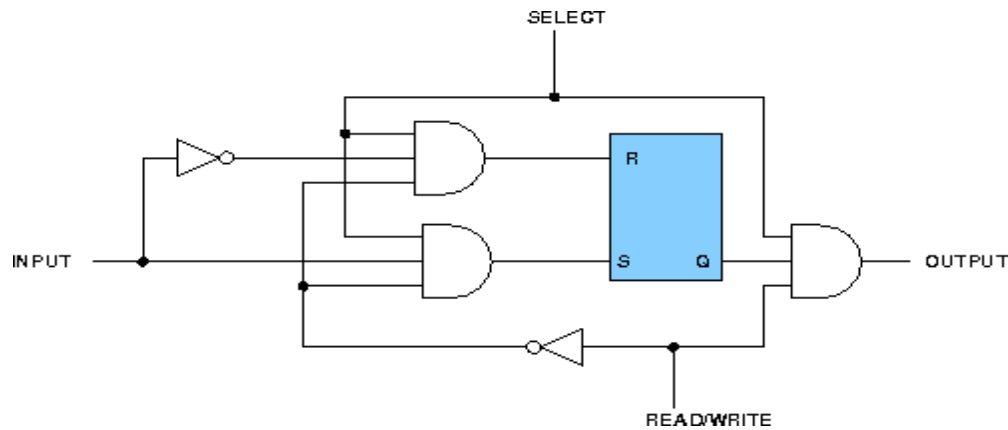 SELECT
R
INPUT
S
Q
OUTPUT
READ/WRITE